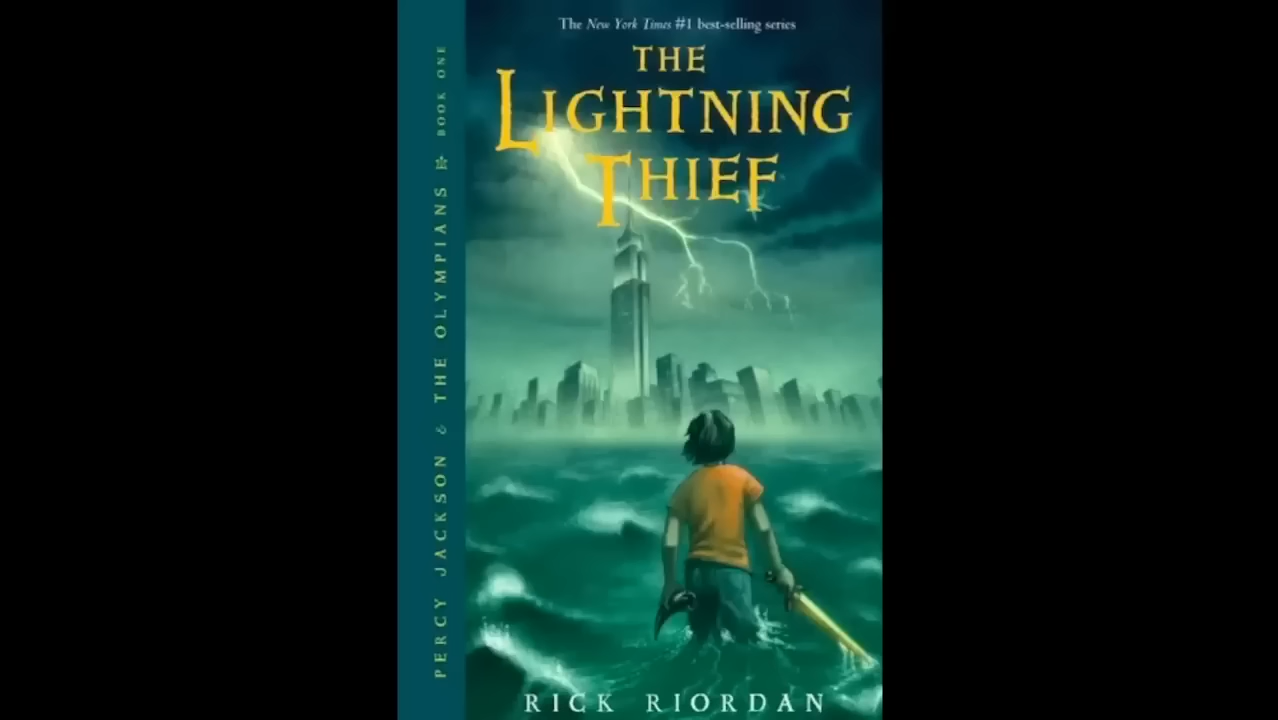 The New York Times #1 best-selling series
THE
LIGHTNING
THIEF
PERCY JACKSON & THE OLYMPIANS BOOK ONE
RICK RIORDAN